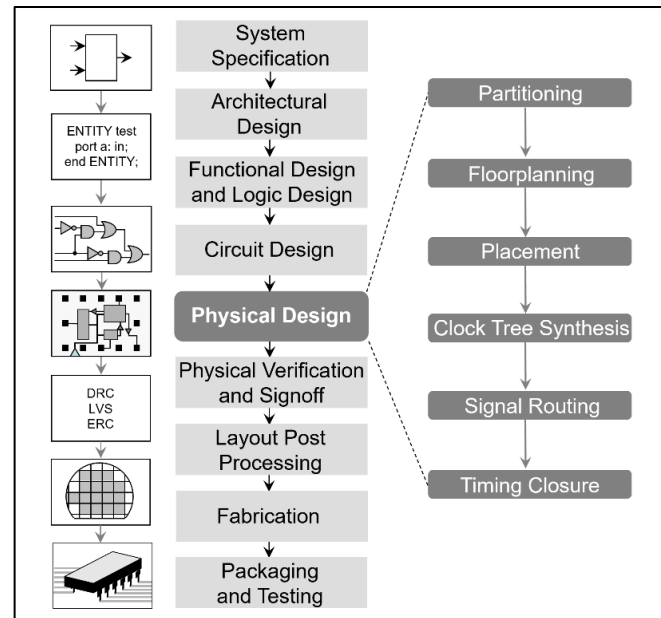 ENTITY test
port a: in;
end ENTITY;
DRC
LVS
ERC
System
Specification
Architectural
Design
Functional Design
and Logic Design
Circuit Design
Physical Design
Physical Verification
and Signoff
Layout Post
Processing
Fabrication
Packaging
and Testing
Partitioning
Floorplanning
Placement
Clock Tree Synthesis
Signal Routing
Timing Closure